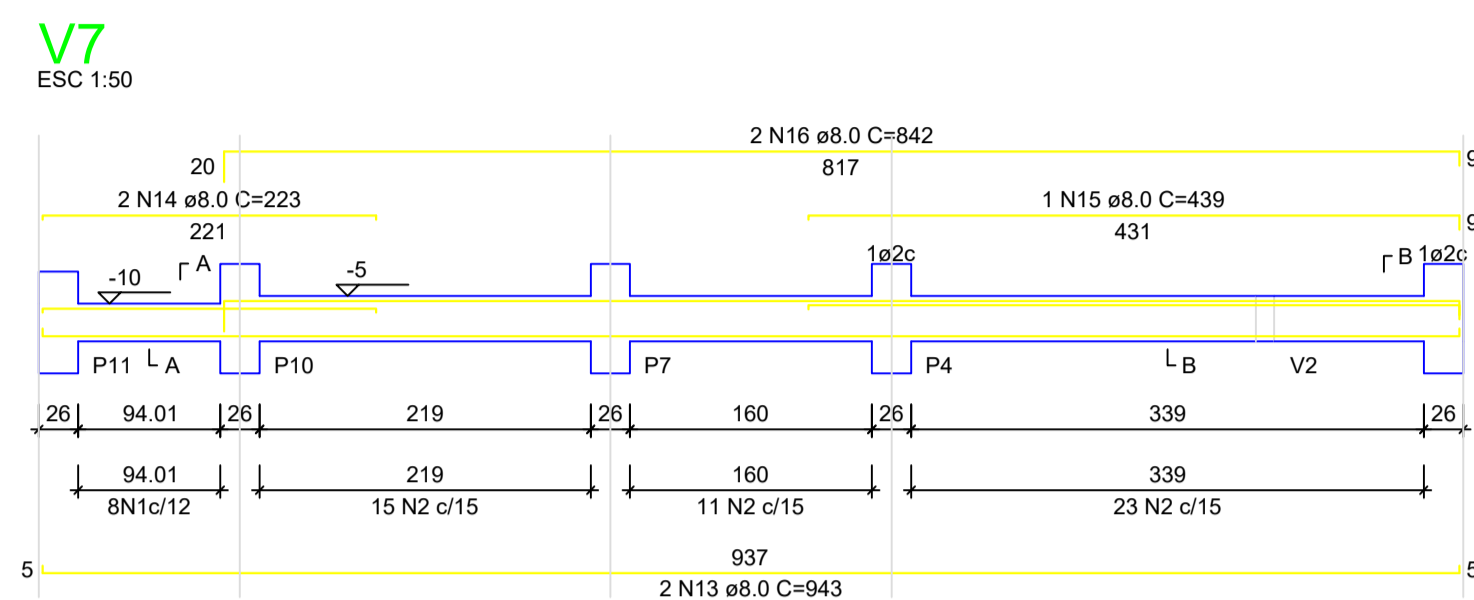 V7
ESC 1:50
2 N16 ø8.0 C=842
20
817
9
2 N14 ø8.0 C=223
1 N15 ø8.0 C=439
221
431
9
A
1ø2c
B
1ø2c
-10
-5
P11
A
P10
P7
P4
B
V2
26
94.01
26
219
26
160
26
339
26
94.01
219
160
339
8N1c/12
15 N2 c/15
11 N2 c/15
23 N2 c/15
937
5
5
2 N13 ø8.0 C=943